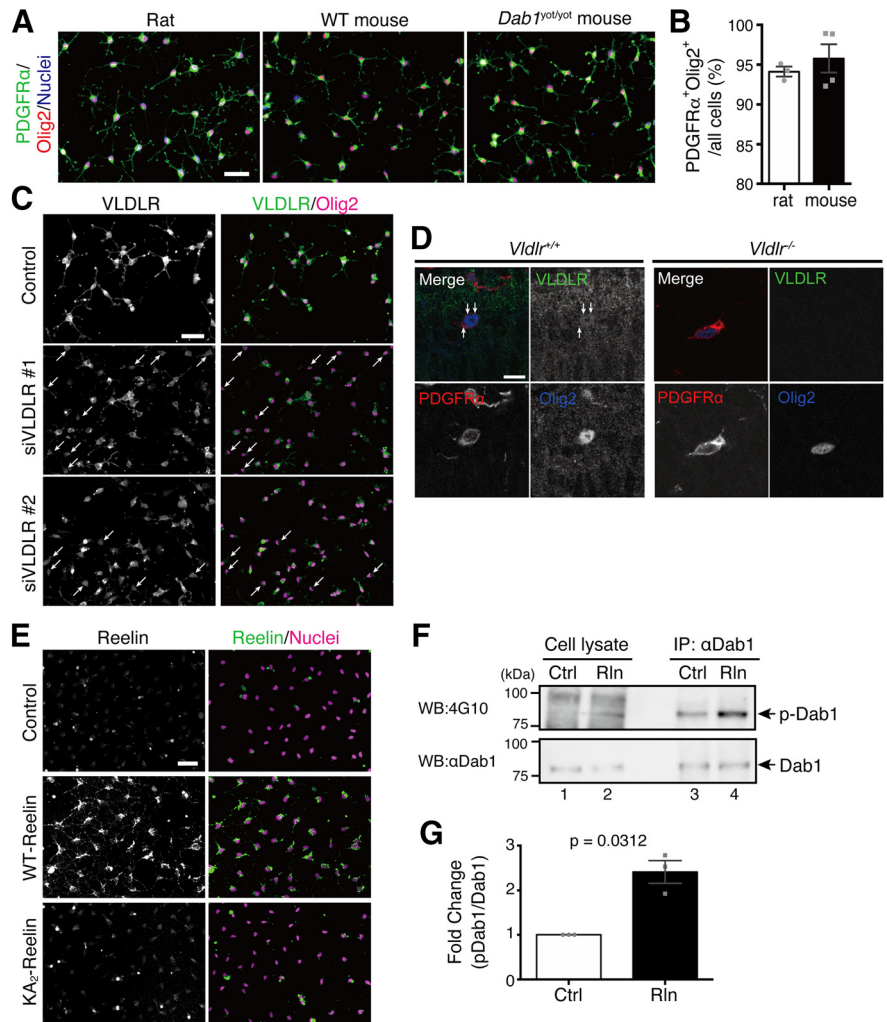 A
Rat
WT mouse
Dab1yot/yot mouse
PDGFRα/
Olig2/Nuclei
B
PDGFRα+Olig2+
/all cells (%)
100
95
90
85
80
rat
mouse
C
VLDLR
VLDLR/Olig2
Control
siVLDLR #1
siVLDLR #2
D
Vldlr+/+
Vldlr-/-
Merge
VLDLR
Merge
VLDLR
PDGFRα
Olig2
PDGFRα
Olig2
E
Reelin
Reelin/Nuclei
Control
WT-Reelin
KA2-Reelin
F
Cell lysate
IP: αDab1
(kDa)
Ctrl
Rln
Ctrl
Rln
WB:4G10
100
75
p-Dab1
WB:αDab1
100
75
Dab1
1
2
3
4
G
p = 0.0312
Fold Change
(pDab1/Dab1)
3
2
1
0
Ctrl
Rln